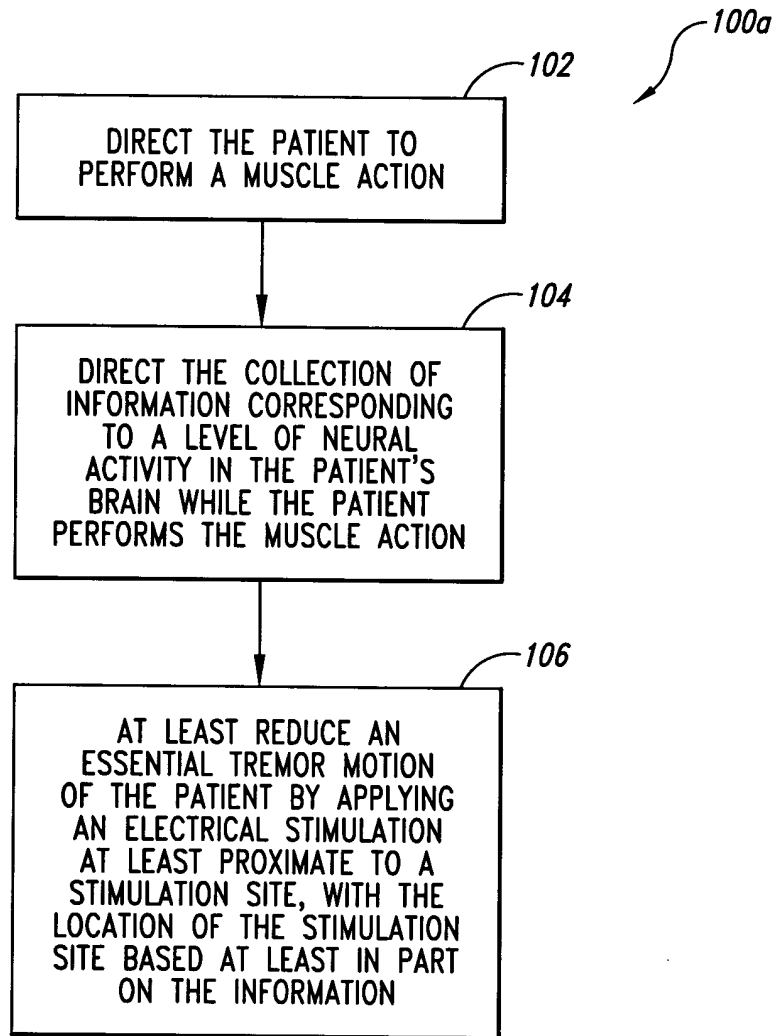 100a
102
DIRECT THE PATIENT TO
PERFORM A MUSCLE ACTION
104
DIRECT THE COLLECTION OF
INFORMATION CORRESPONDING
TO A LEVEL OF NEURAL
ACTIVITY IN THE PATIENT'S
BRAIN WHILE THE PATIENT
PERFORMS THE MUSCLE ACTION
106
AT LEAST REDUCE AN
ESSENTIAL TREMOR MOTION
OF THE PATIENT BY APPLYING
AN ELECTRICAL STIMULATION
AT LEAST PROXIMATE TO A
STIMULATION SITE, WITH THE
LOCATION OF THE STIMULATION
SITE BASED AT LEAST IN PART
ON THE INFORMATION